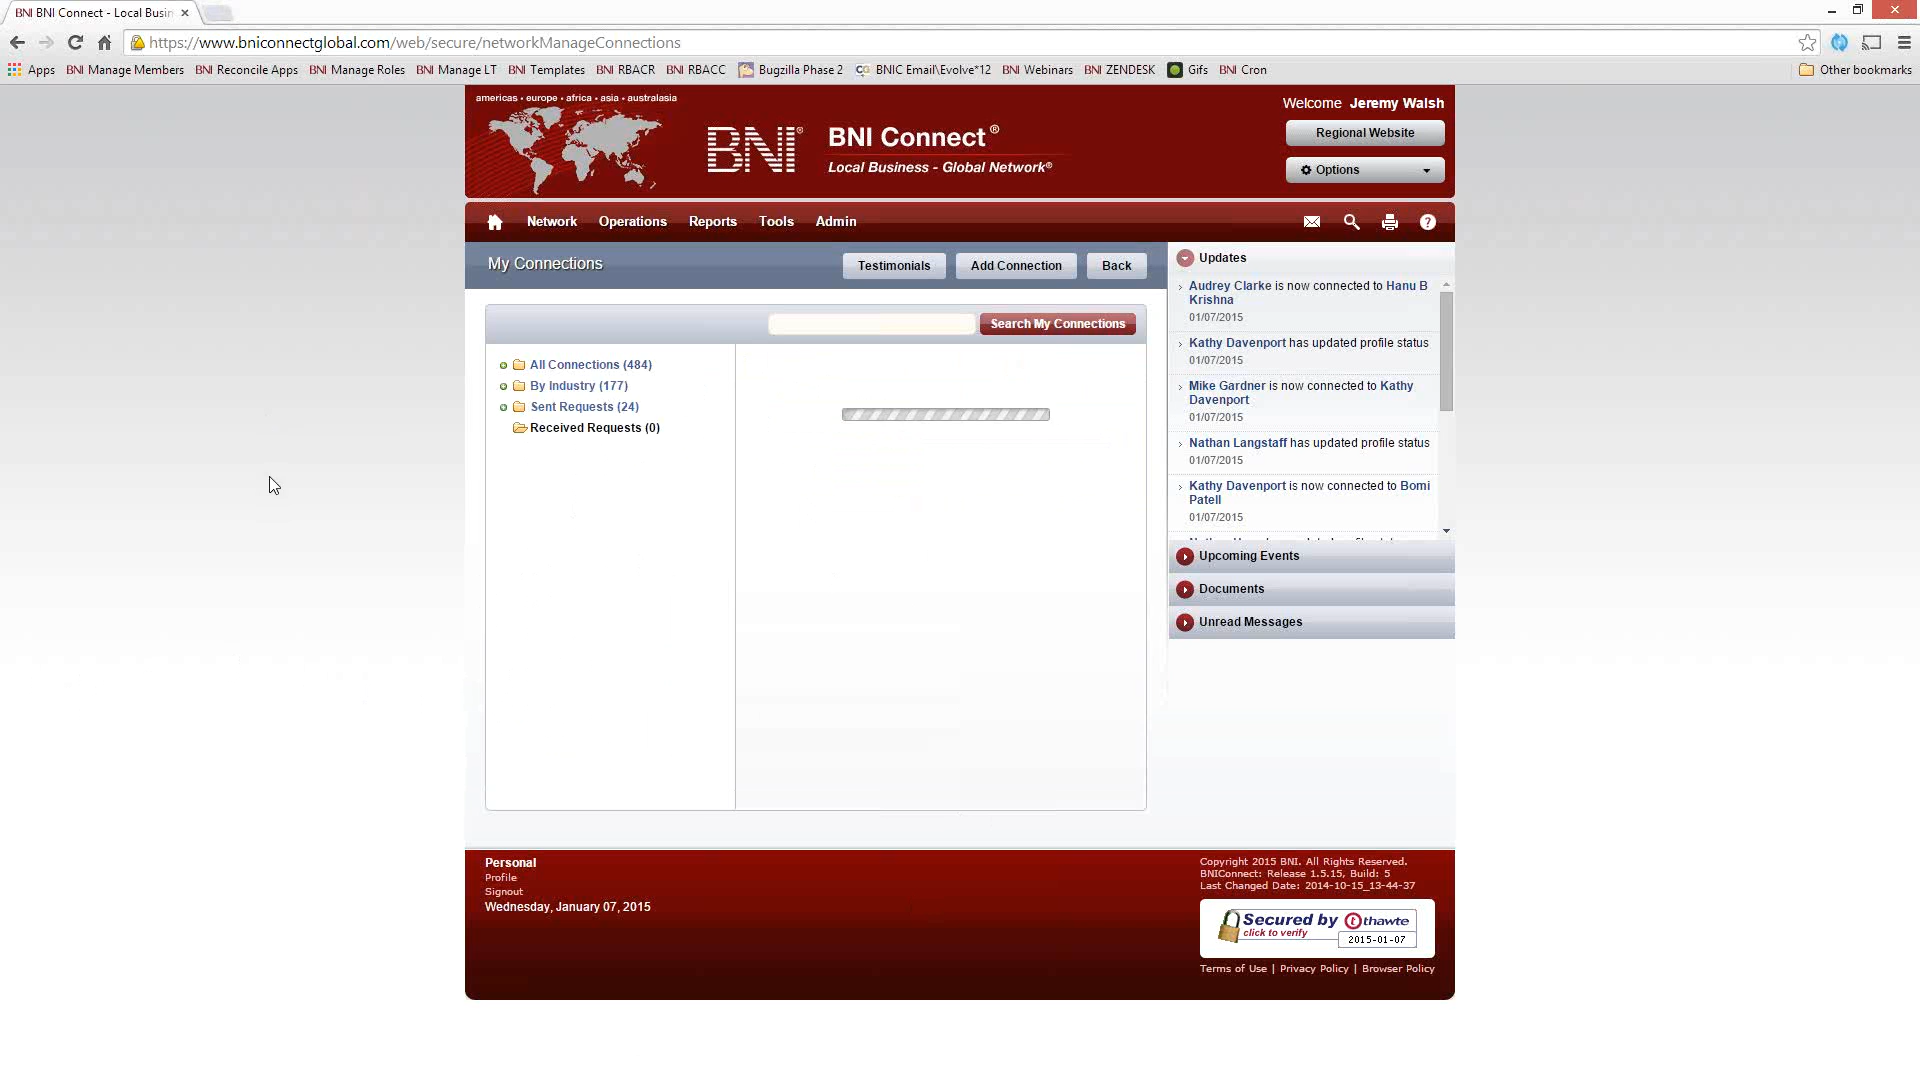 BNI BNI Connect - Local Busin
https://www.bniconnectglobal.com/web/secure/networkManageConnections
Apps BNI Manage Members BNI Reconcile Apps BNI Manage Roles BNI Manage LT BNI Templates BNI RBACR BNI RBACC Bugzilla Phase 2 BNIC Email\Evolve*12 BNI Webinars BNI ZENDESK Gifs BNI Cron Other bookmarks
americas • europe • africa • asia • australasia
BNI®
BNI Connect®
Local Business - Global Network®
Welcome Jeremy Walsh
Regional Website
Options
Network Operations Reports Tools Admin
My Connections
Testimonials Add Connection Back
Search My Connections
All Connections (484)
By Industry (177)
Sent Requests (24)
Received Requests (0)
Updates
Audrey Clarke is now connected to Hanu B
Krishna
01/07/2015
Kathy Davenport has updated profile status
01/07/2015
Mike Gardner is now connected to Kathy
Davenport
01/07/2015
Nathan Langstaff has updated profile status
01/07/2015
Kathy Davenport is now connected to Bomi
Patell
01/07/2015
Upcoming Events
Documents
Unread Messages
Personal
Profile
Signout
Wednesday, January 07, 2015
Copyright 2015 BNI. All Rights Reserved.
BNIConnect: Release 1.5.15, Build: 5
Last Changed Date: 2014-10-15_13-44-37
Secured by thawte
click to verify
2015-01-07
Terms of Use | Privacy Policy | Browser Policy